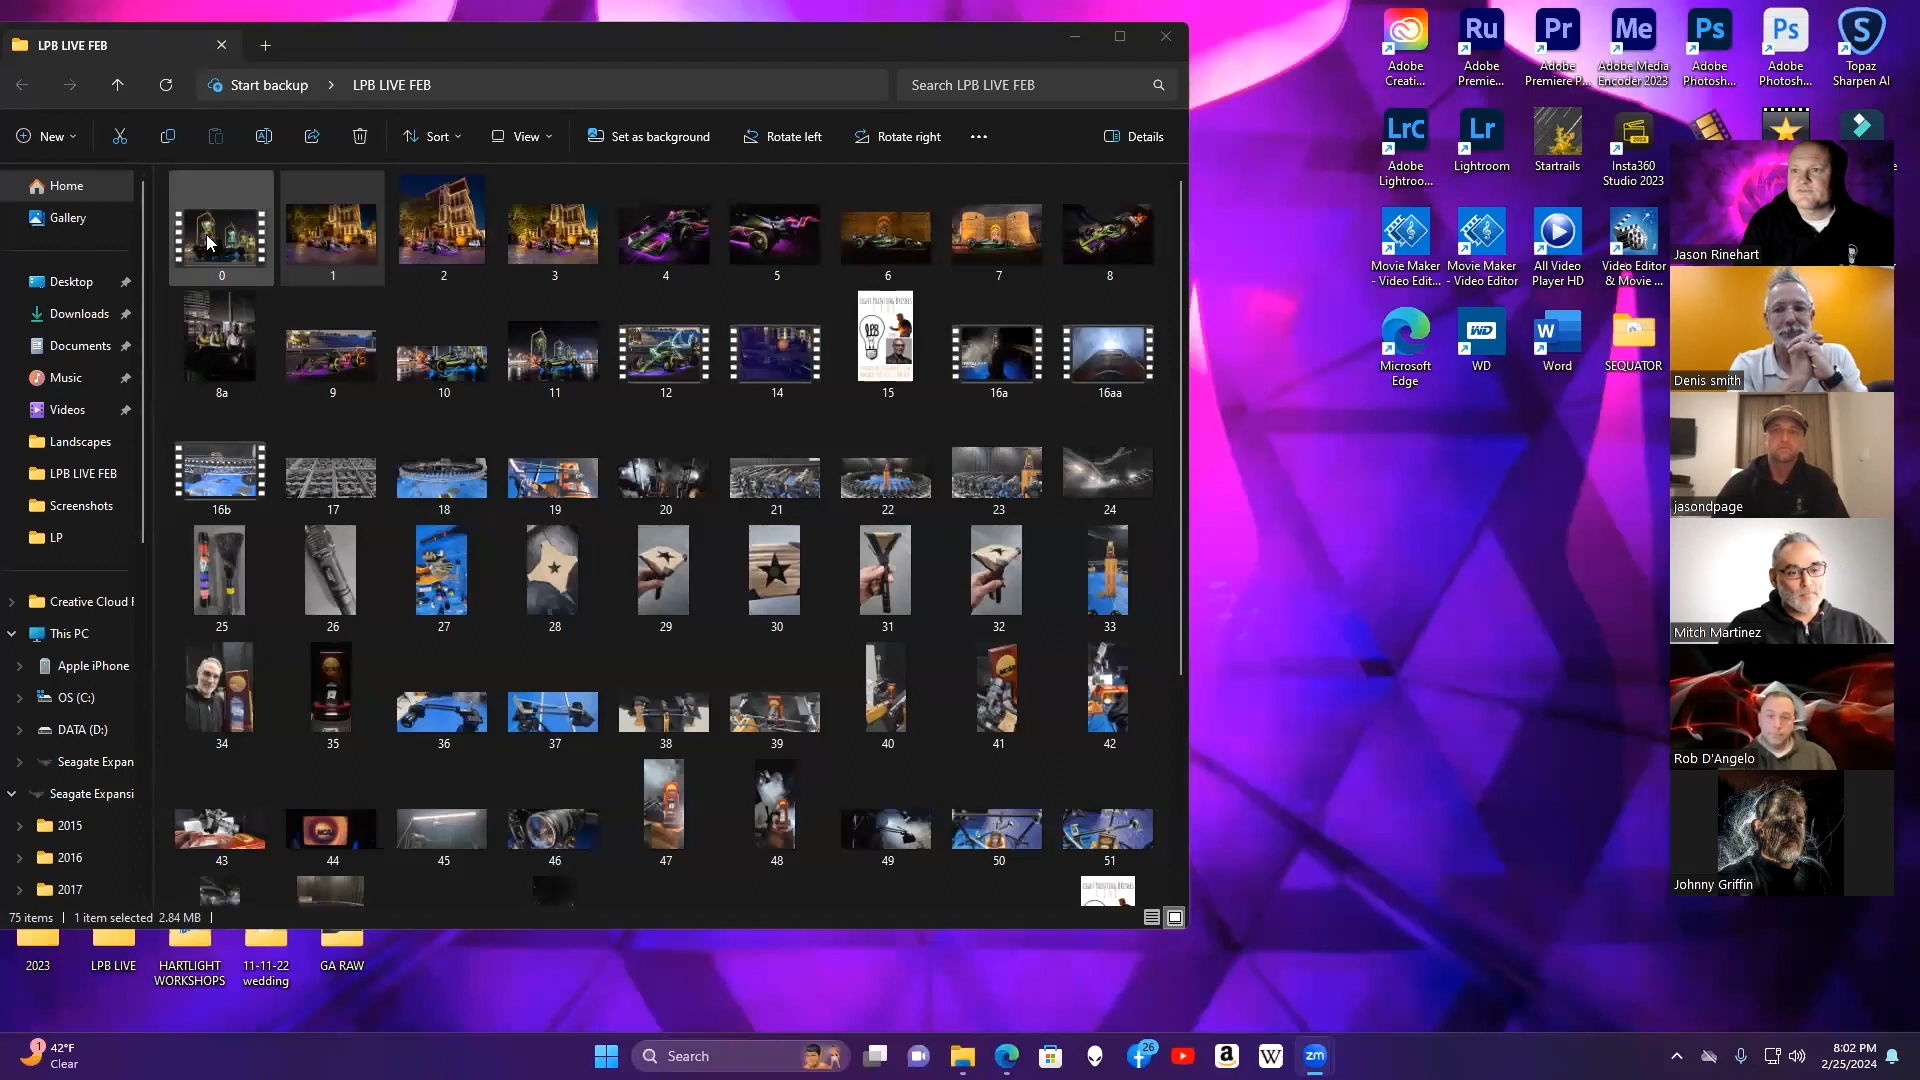 LPB LIVE FEB
Start backup
LPB LIVE FEB
Search LPB LIVE FEB
New
Sort
View
Set as background
Rotate left
Rotate right
Details
Home
Gallery
Desktop
Downloads
Documents
Music
Videos
Landscapes
LPB LIVE FEB
Screenshots
LP
Creative Cloud F
This PC
Apple iPhone
OS (C:)
DATA (D:)
Seagate Expan
Seagate Expansi
2015
2016
2017
0 1 2 3 4 5 6 7 8
LIGHT PAINTING BRUSHES
LPB
8a 9 10 11 12 14 15 16a 16aa
16b 17 18 19 20 21 22 23 24
25 26 27 28 29 30 31 32 33
34 35 36 37 38 39 40 41 42
43 44 45 46 47 48 49 50 51
75 items
1 item selected 2.84 MB
2023
LPB LIVE
HARTLIGHT
WORKSHOPS
11-11-22
wedding
GA RAW
Ru
Pr
Me
Ps
Ps
S
Adobe
Creati...
Adobe
Premie...
Adobe
Premiere P...
Adobe Media
Encoder 2023
Adobe
Photosh...
Adobe
Photosh...
Topaz
Sharpen AI
LrC
Lr
2023
Adobe
Lightroo...
Lightroom
Startrails
Insta360
Studio 2023
Movie Maker
- Video Edit...
Movie Maker
- Video Editor
All Video
Player HD
Video Editor
& Movie ...
WD
W
Microsoft
Edge
WD
Word
SEQUATOR
Jason Rinehart
Denis smith
jasondpage
Mitch Martinez
Rob D'Angelo
Johnny Griffin
1
42°F
Clear
Search
26
a
W
zm
8:02 PM
2/25/2024